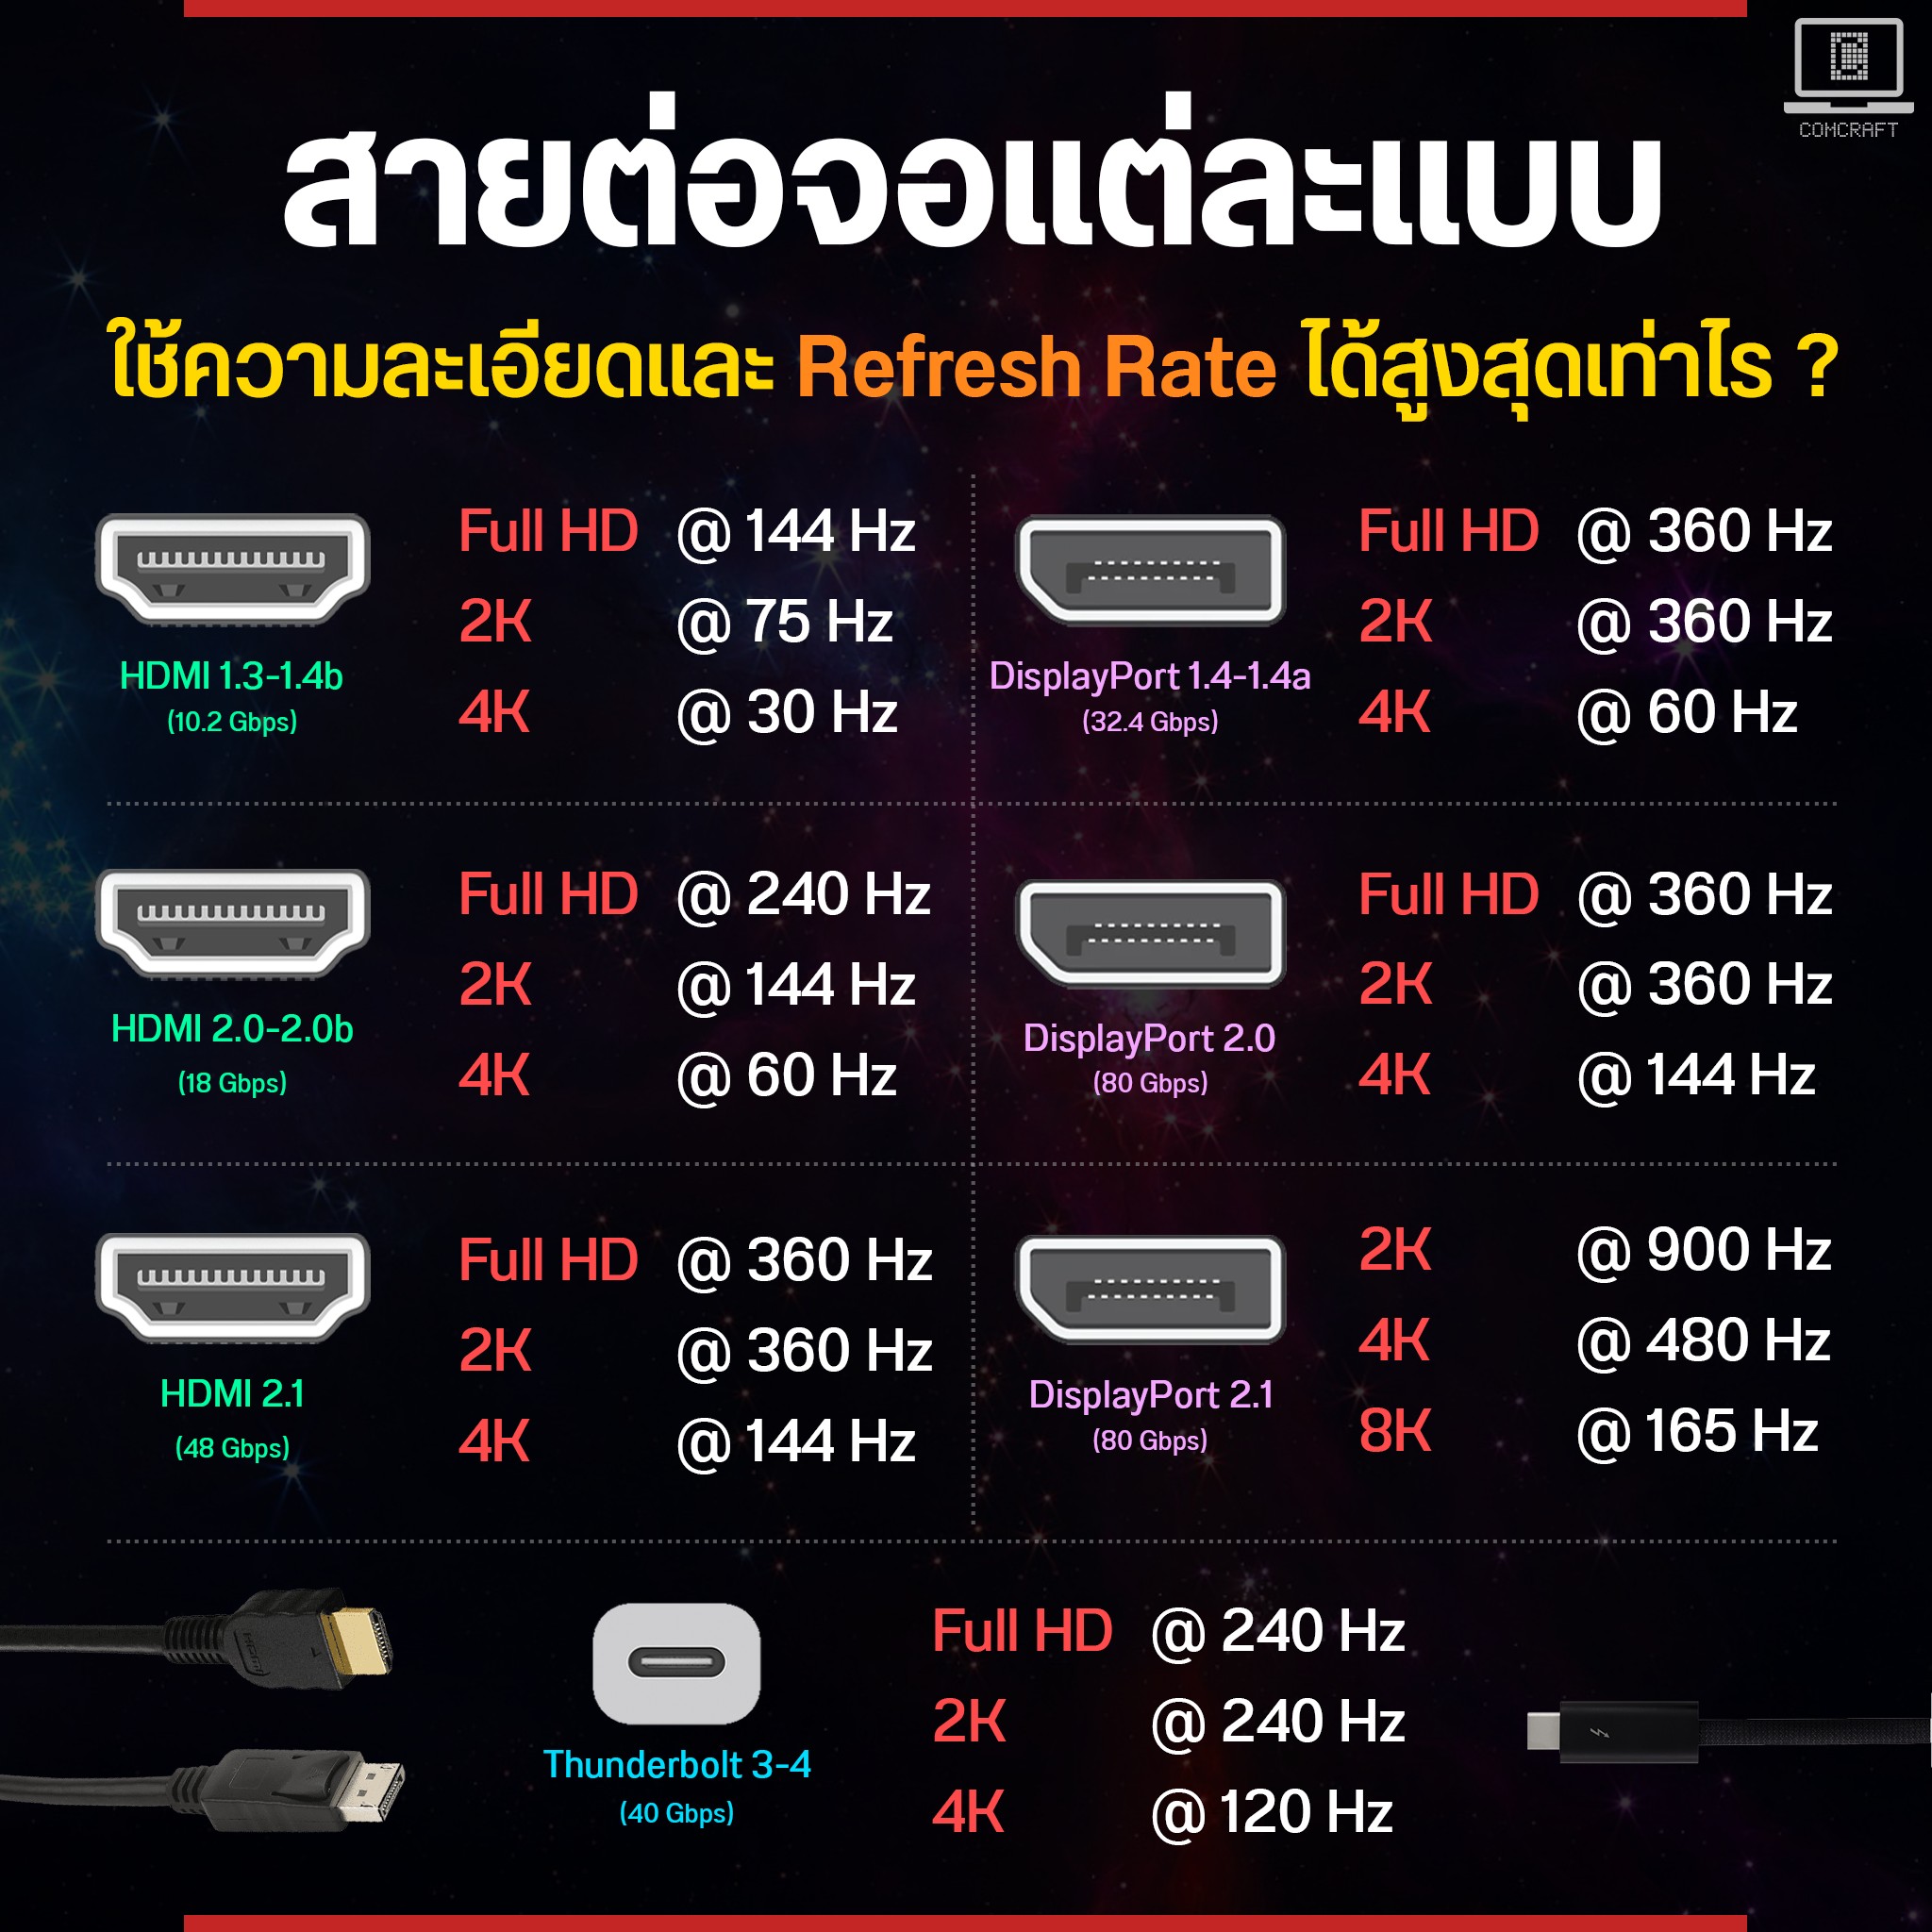 COMCRAFT
สายต่อจอแต่ละแบบ
ใช้ความละเอียดและ Refresh Rate ได้สูงสุดเท่าไร ?
HDMI 1.3-1.4b
(10.2 Gbps)
Full HD @ 144 Hz
2K @ 75 Hz
4K @ 30 Hz
DisplayPort 1.4-1.4a
(32.4 Gbps)
Full HD @ 360 Hz
2K @ 360 Hz
4K @ 60 Hz
HDMI 2.0-2.0b
(18 Gbps)
Full HD @ 240 Hz
2K @ 144 Hz
4K @ 60 Hz
DisplayPort 2.0
(80 Gbps)
Full HD @ 360 Hz
2K @ 360 Hz
4K @ 144 Hz
HDMI 2.1
(48 Gbps)
Full HD @ 360 Hz
2K @ 360 Hz
4K @ 144 Hz
DisplayPort 2.1
(80 Gbps)
2K @ 900 Hz
4K @ 480 Hz
8K @ 165 Hz
HDMI
Thunderbolt 3-4
(40 Gbps)
Full HD @ 240 Hz
2K @ 240 Hz
4K @ 120 Hz